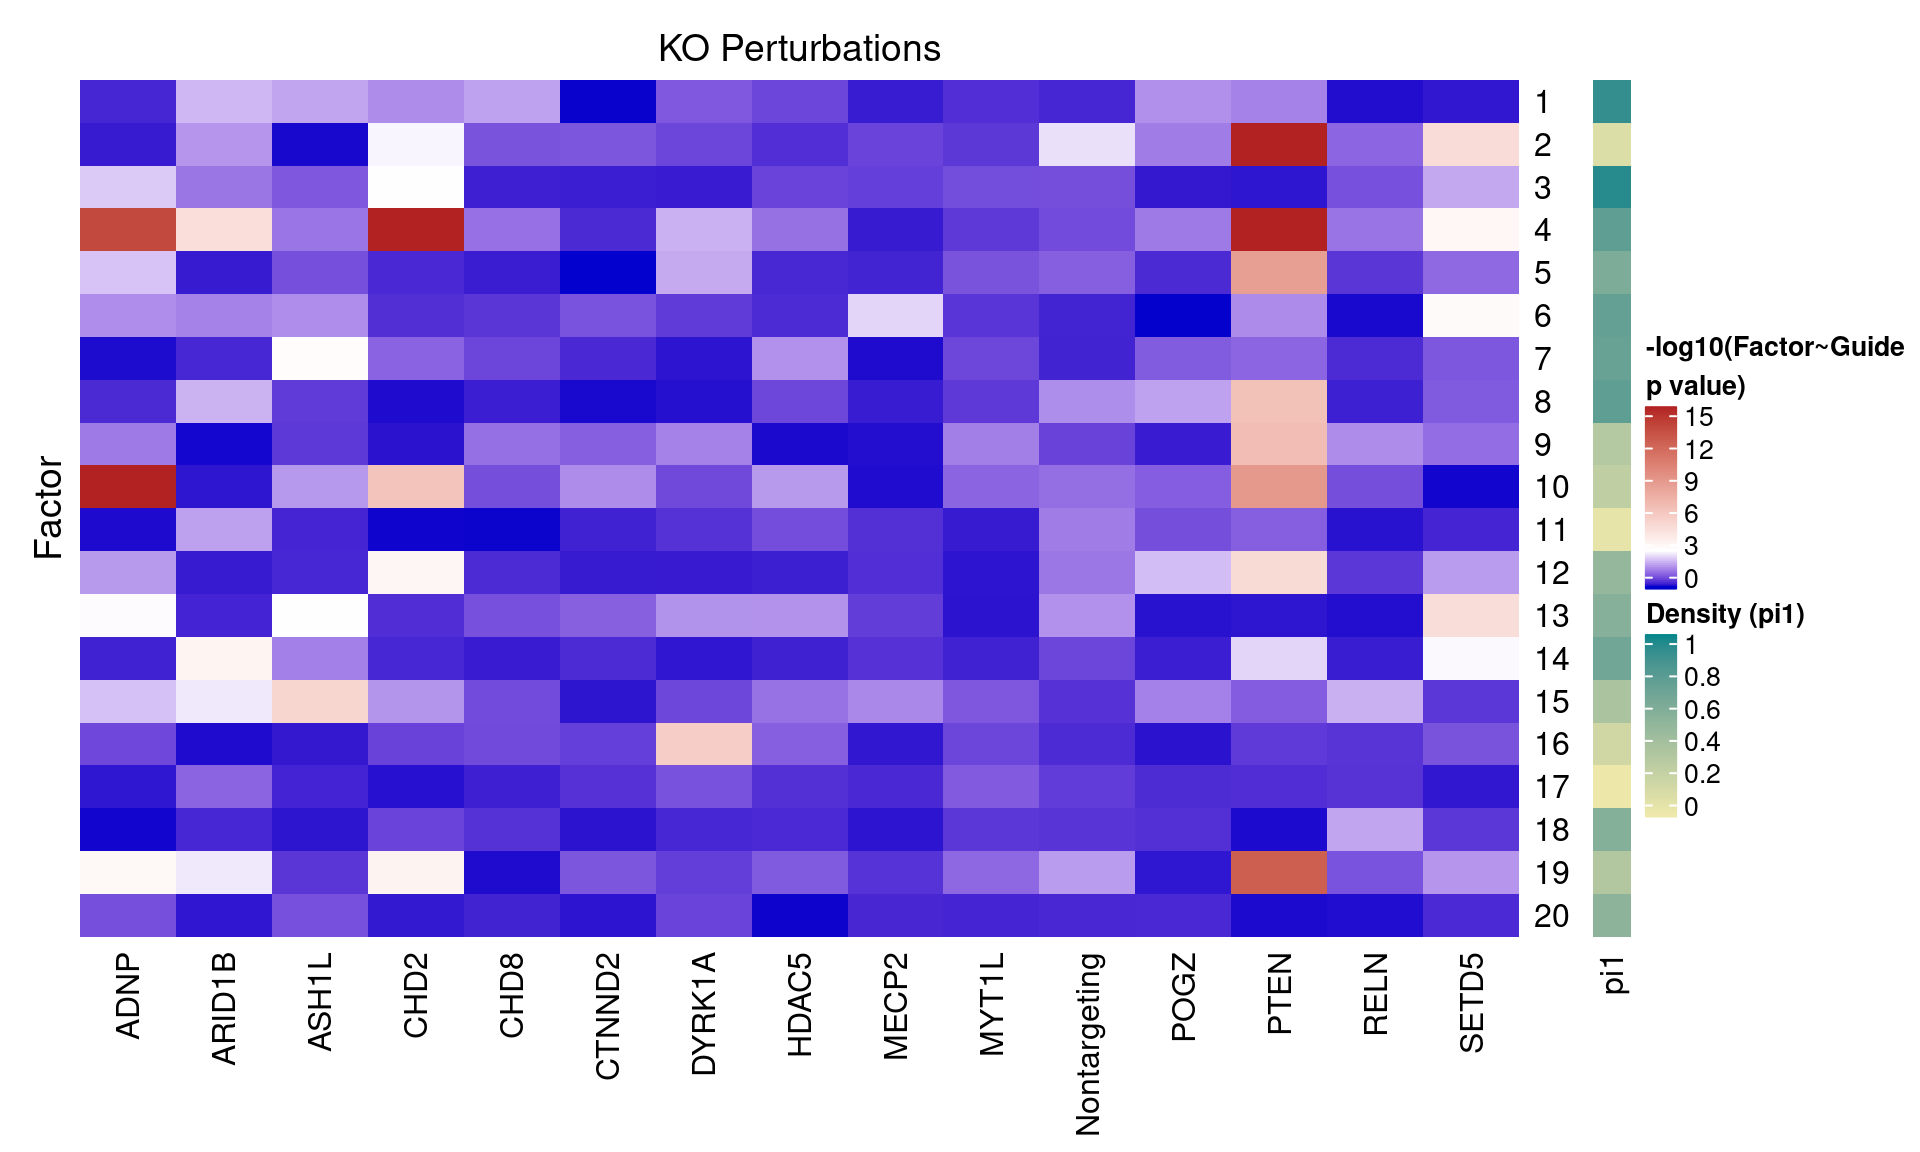 KO Perturbations
Factor
1
2
3
4
5
6
7
8
9
10
11
12
13
14
15
16
17
18
19
20
ADNP
ARID1B
ASH1L
CHD2
CHD8
CTNND2
DYRK1A
HDAC5
MECP2
MYT1L
Nontargeting
POGZ
PTEN
RELN
SETD5
pi1
-log10(Factor~Guide
p value)
15
12
9
6
3
0
Density (pi1)
1
0.8
0.6
0.4
0.2
0